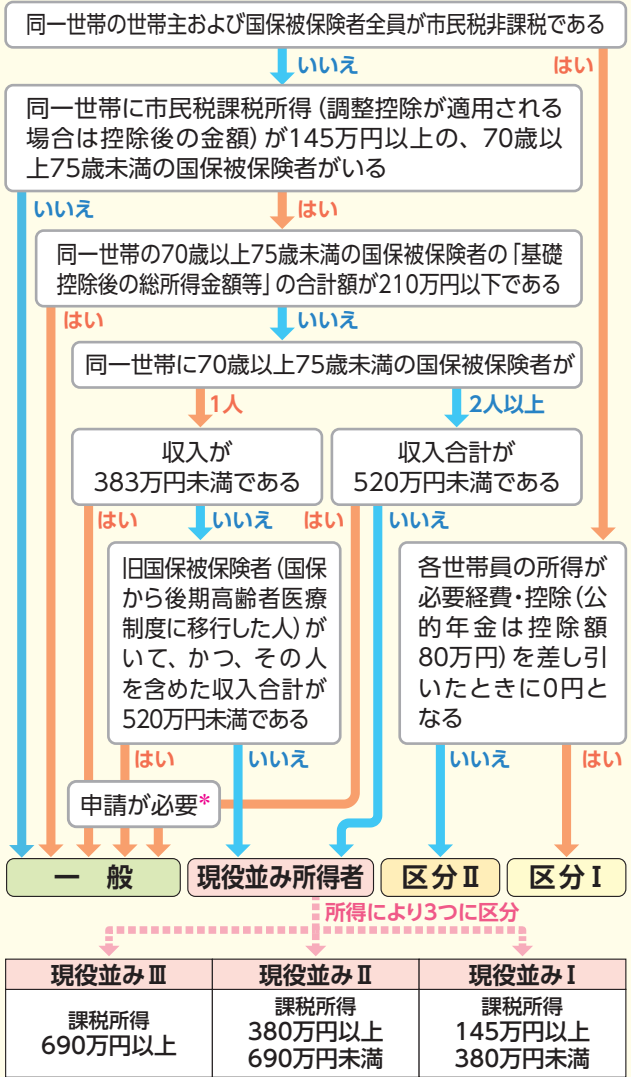 同一世帯の世帯主および国保被保険者全員が市民税非課税である
いいえ
はい
同一世帯に市民税課税所得（調整控除が適用される
場合は控除後の金額）が145万円以上の、70歳以
上75歳未満の国保被保険者がいる
いいえ
はい
同一世帯の70歳以上75歳未満の国保被保険者の「基礎
控除後の総所得金額等」の合計額が210万円以下である
はい
いいえ
同一世帯に70歳以上75歳未満の国保被保険者が
1人
2人以上
収入が
383万円未満である
収入合計が
520万円未満である
はい
いいえ
はい
いいえ
旧国保被保険者（国保
から後期高齢者医療
制度に移行した人）が
いて、かつ、その人
を含めた収入合計が
520万円未満である
各世帯員の所得が
必要経費・控除（公
的年金は控除額
80万円）を差し引
いたときに0円と
なる
はい
いいえ
いいえ
はい
申請が必要*
一 般
現役並み所得者
区分Ⅱ
区分Ⅰ
所得により3つに区分
現役並みⅢ
現役並みⅡ
現役並みⅠ
課税所得
690万円以上
課税所得
380万円以上
690万円未満
課税所得
145万円以上
380万円未満